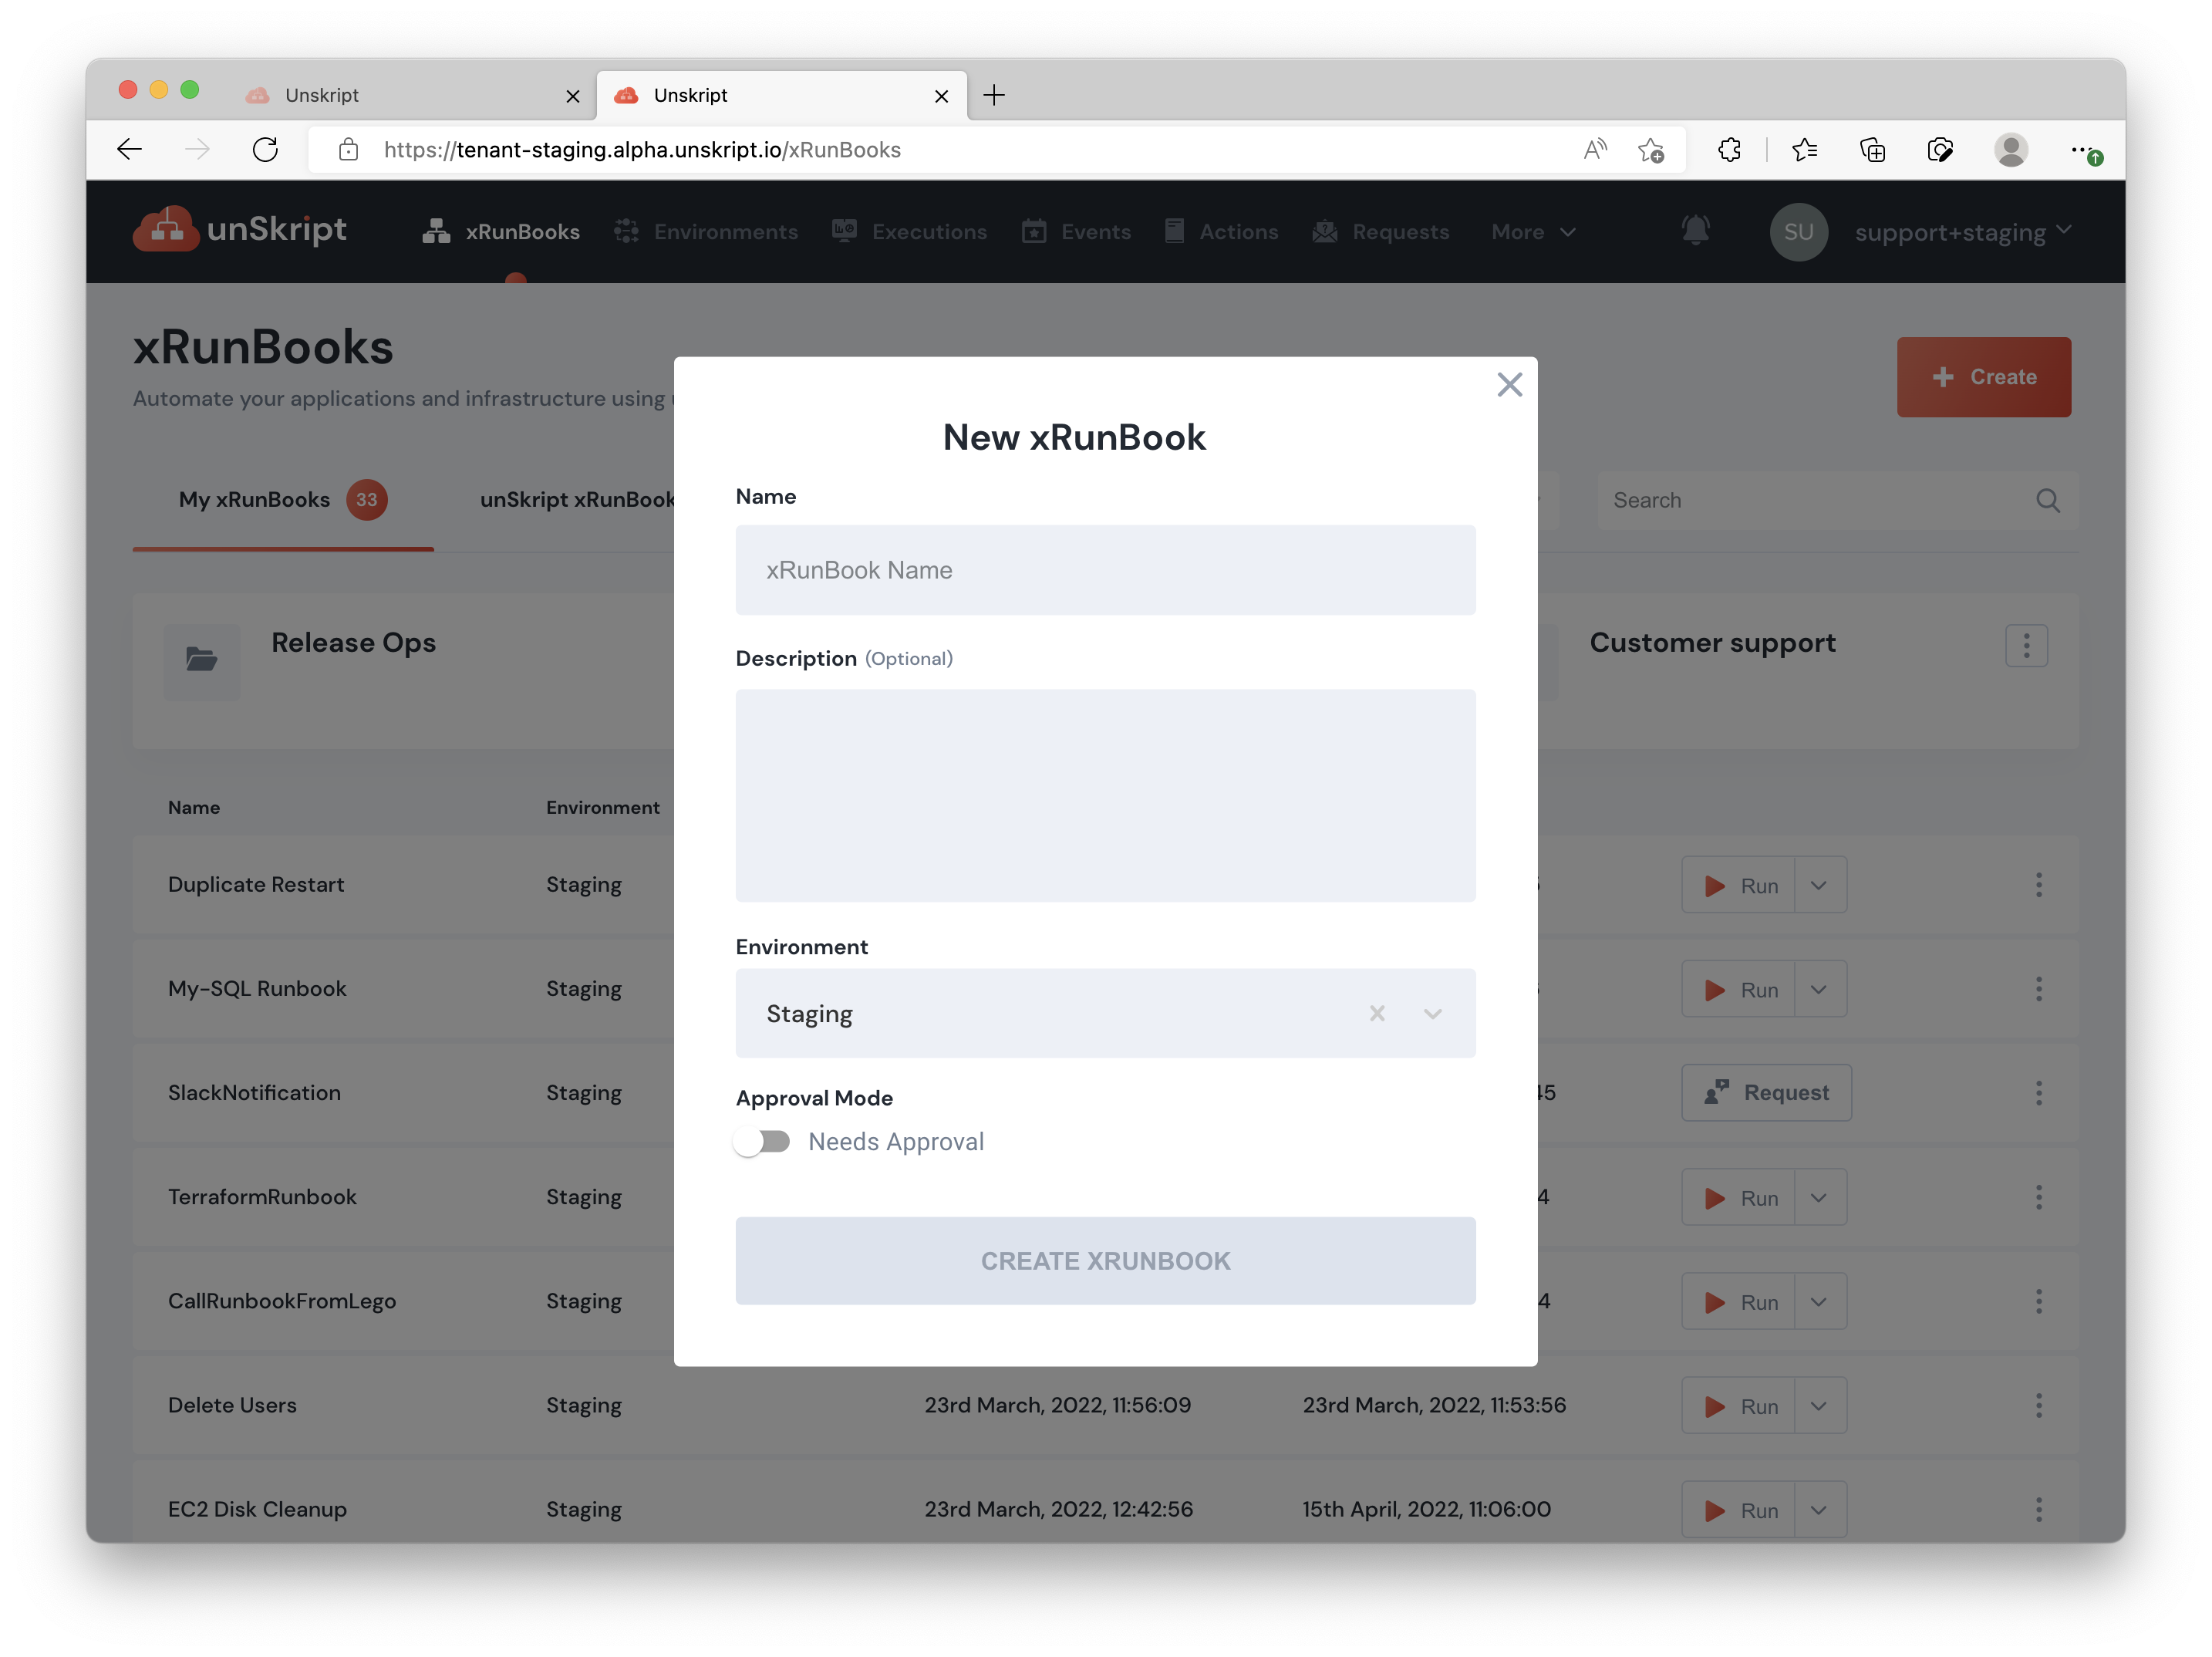 Unskript
Unskript
https://tenant-staging.alpha.unskript.io/xRunBooks
unSkript
xRunBooks
Environments
Executions
Events
Actions
Requests
More
SU
support+staging
xRunBooks
Automate your applications and infrastructure using
Create
My xRunBooks 33
unSkript xRunBook
Search
Release Ops
Customer support
Name Environment
Duplicate Restart Staging Run
My-SQL Runbook Staging Run
SlackNotification Staging 45 Request
TerraformRunbook Staging 4 Run
CallRunbookFromLego Staging 4 Run
Delete Users Staging 23rd March, 2022, 11:56:09 23rd March, 2022, 11:53:56 Run
EC2 Disk Cleanup Staging 23rd March, 2022, 12:42:56 15th April, 2022, 11:06:00 Run
New xRunBook
Name
xRunBook Name
Description (Optional)
Environment
Staging
Approval Mode
Needs Approval
CREATE XRUNBOOK